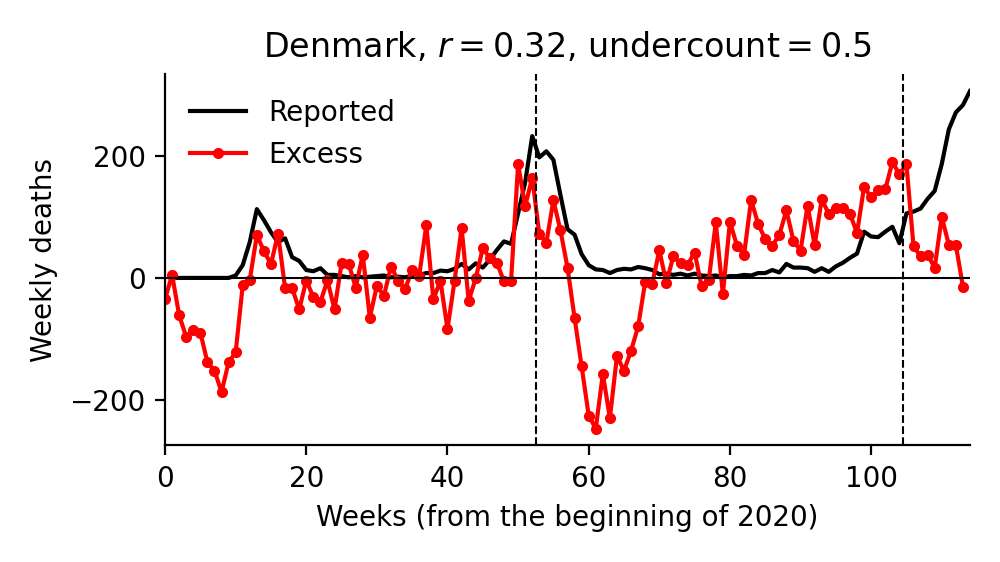 Denmark, r = 0.32, undercount = 0.5
Reported
Excess
Weekly deaths
200
0
−200
0 20 40 60 80 100
Weeks (from the beginning of 2020)